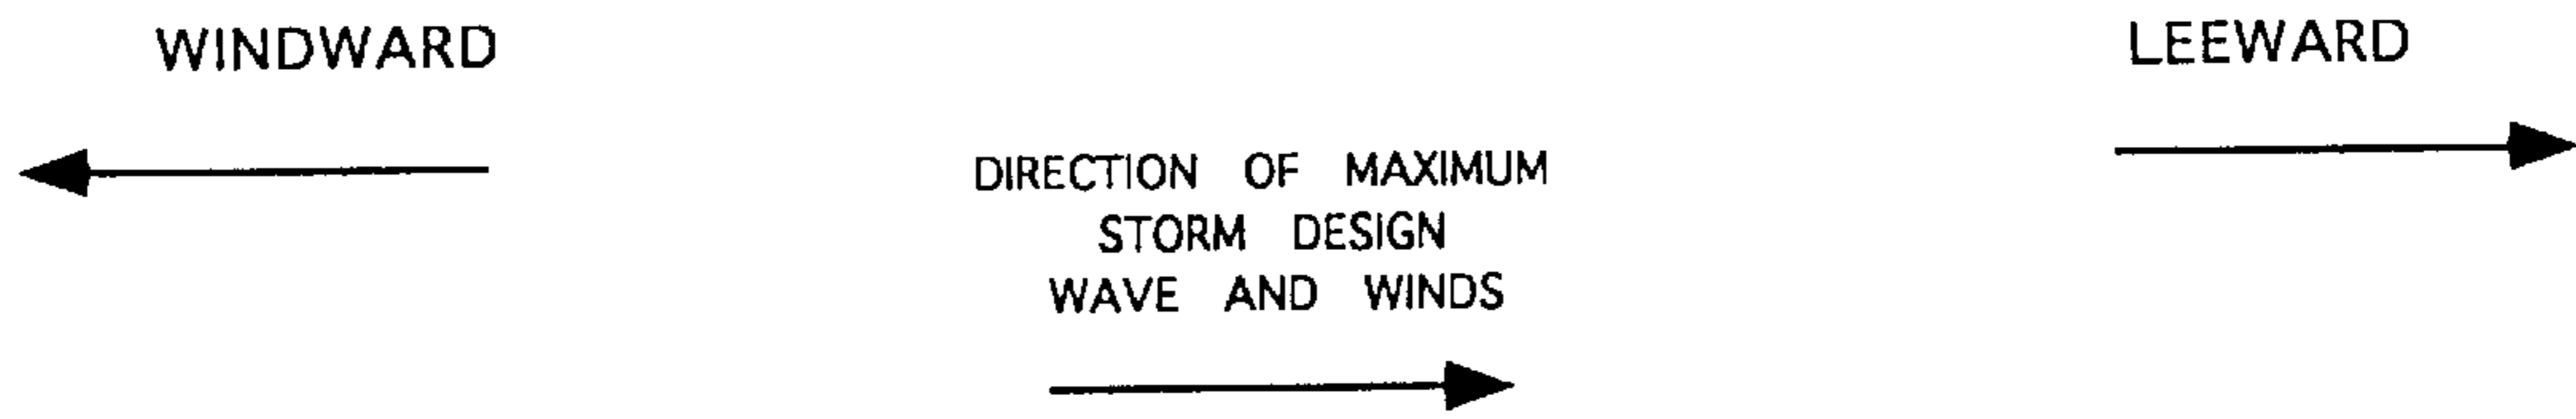 WINDWARD
LEEWARD
DIRECTION OF MAXIMUM
STORM DESIGN
WAVE AND WINDS